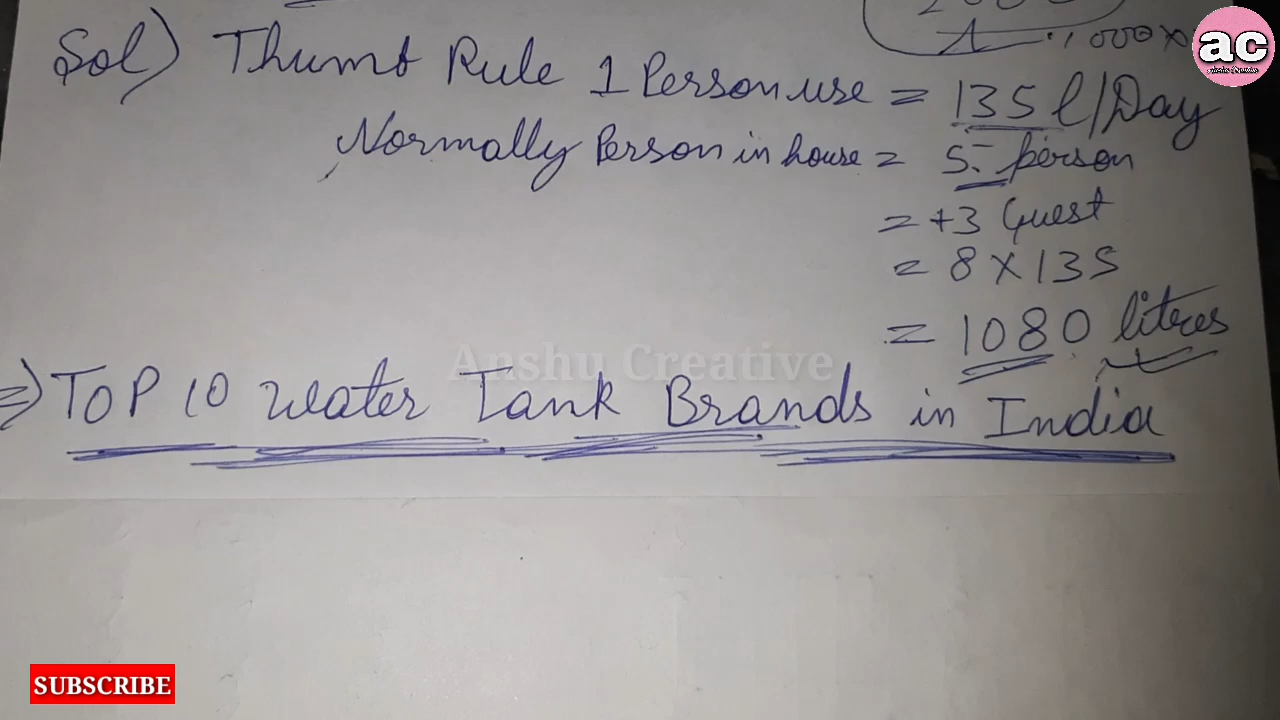 1000 ×
ac
Sol) Thumb Rule 1 Person use = 135 l/Day
Normally Person in house = 5 person
= +3 Guest
= 8 × 135
= 1080 litres
Anshu Creative
=> TOP 10 Water Tank Brands in India
SUBSCRIBE